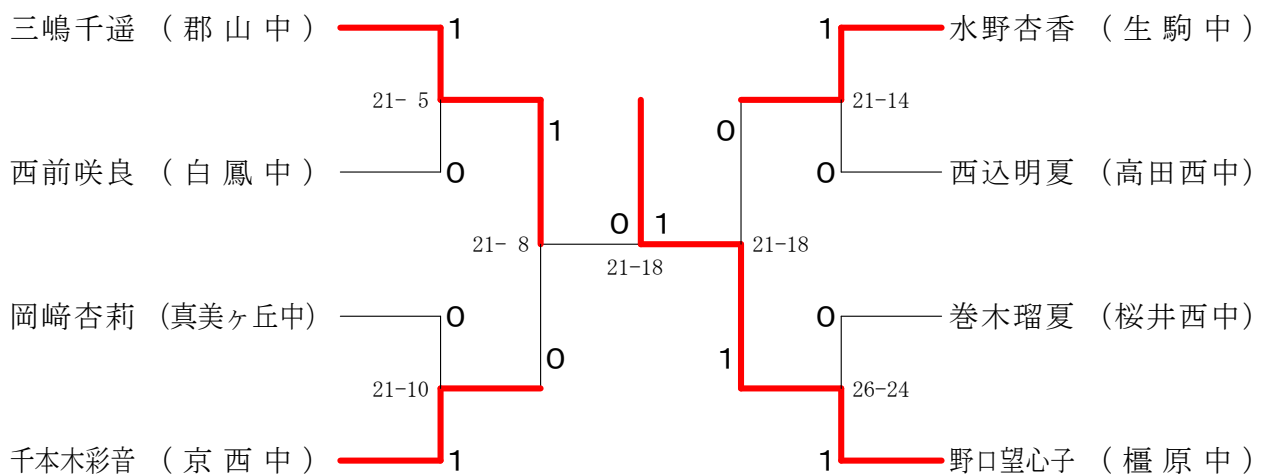 三嶋千遥 (郡山中) 1 1 水野杏香 (生駒中)
21- 5 21-14
1 0
西前咲良 (白鳳中) 0 0 西込明夏 (高田西中)
0 1
21- 8 21-18 21-18
岡﨑杏莉 (真美ヶ丘中) 0 0 巻木瑠夏 (桜井西中)
0 1
21-10 26-24
千本木彩音 (京西中) 1 1 野口望心子 (橿原中)